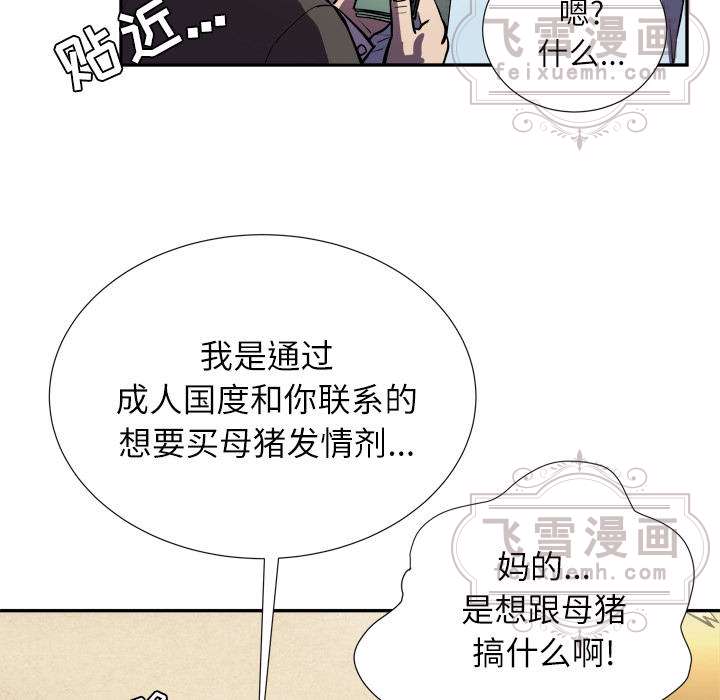 贴近...
嗯?
什么...
飞雪漫画
feixuemh.com
我是通过
成人国度和你联系的
想要买母猪发情剂...
飞雪漫画
feixuemh.com
妈的...
是想跟母猪
搞什么啊!